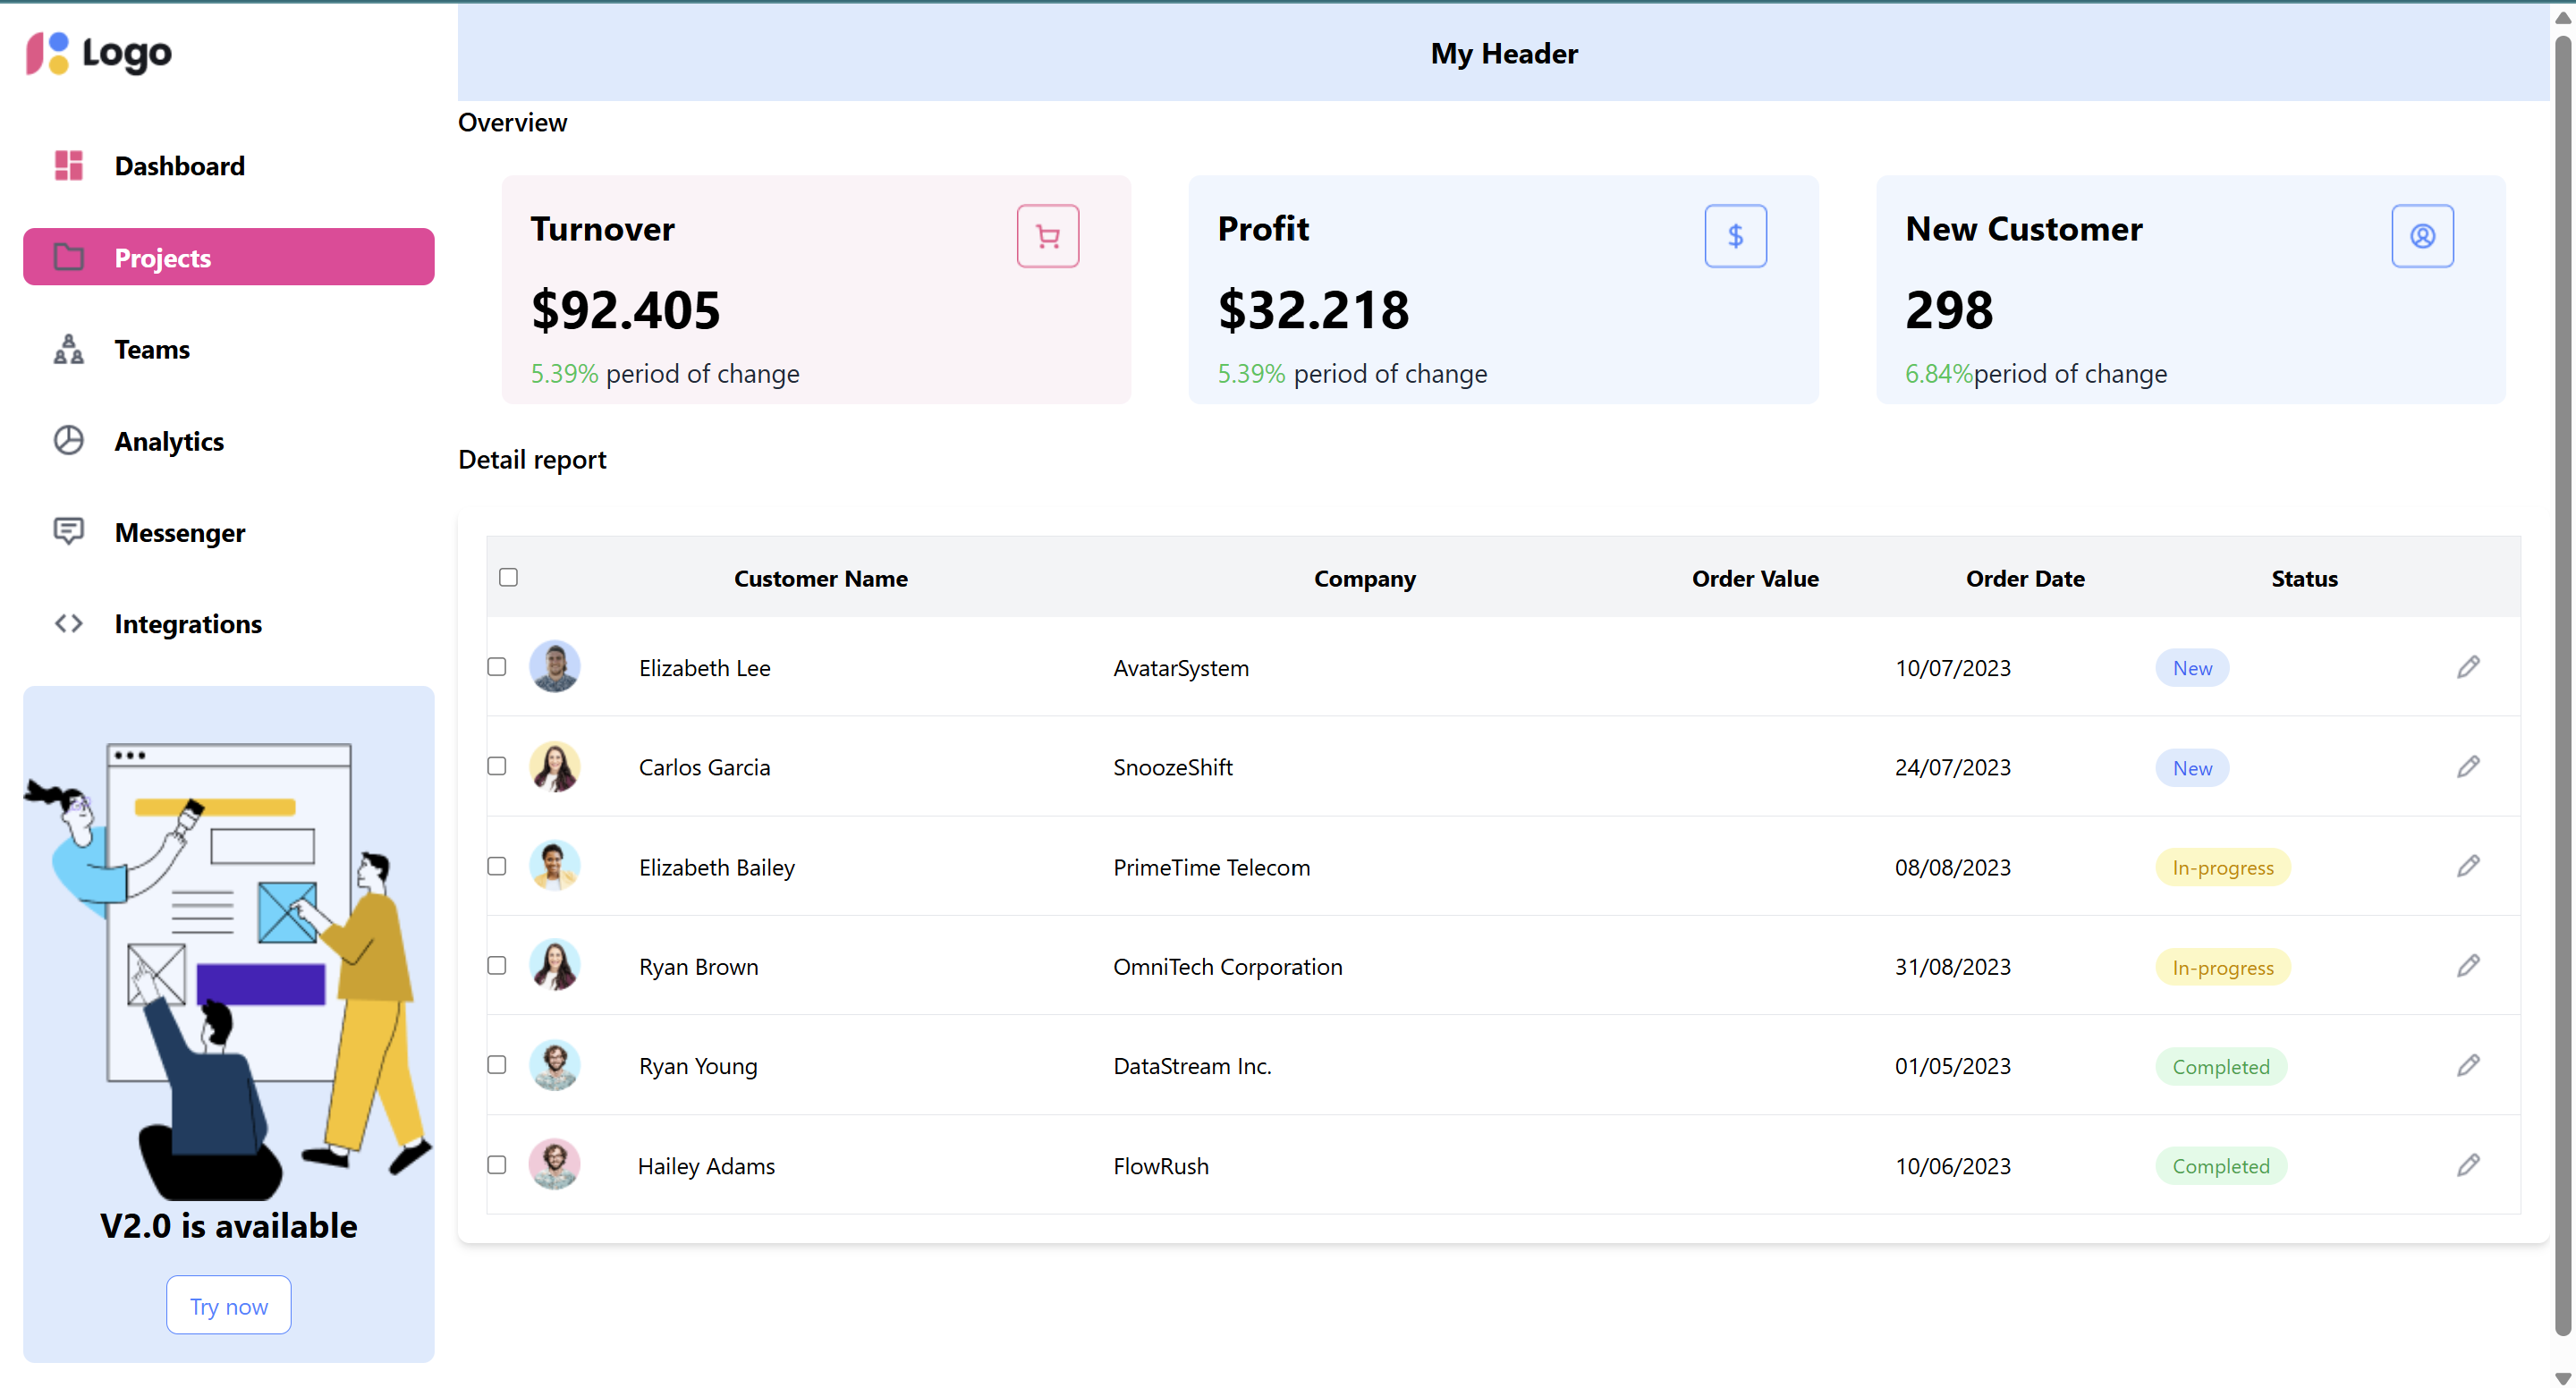 Logo
Dashboard
Projects
Teams
Analytics
Messenger
Integrations
V2.0 is available
Try now
My Header
Overview
Turnover
$92.405
5.39% period of change
Profit
$32.218
5.39% period of change
New Customer
298
6.84%period of change
Detail report
Customer Name Company Order Value Order Date Status
Elizabeth Lee AvatarSystem 10/07/2023 New
Carlos Garcia SnoozeShift 24/07/2023 New
Elizabeth Bailey PrimeTime Telecom 08/08/2023 In-progress
Ryan Brown OmniTech Corporation 31/08/2023 In-progress
Ryan Young DataStream Inc. 01/05/2023 Completed
Hailey Adams FlowRush 10/06/2023 Completed